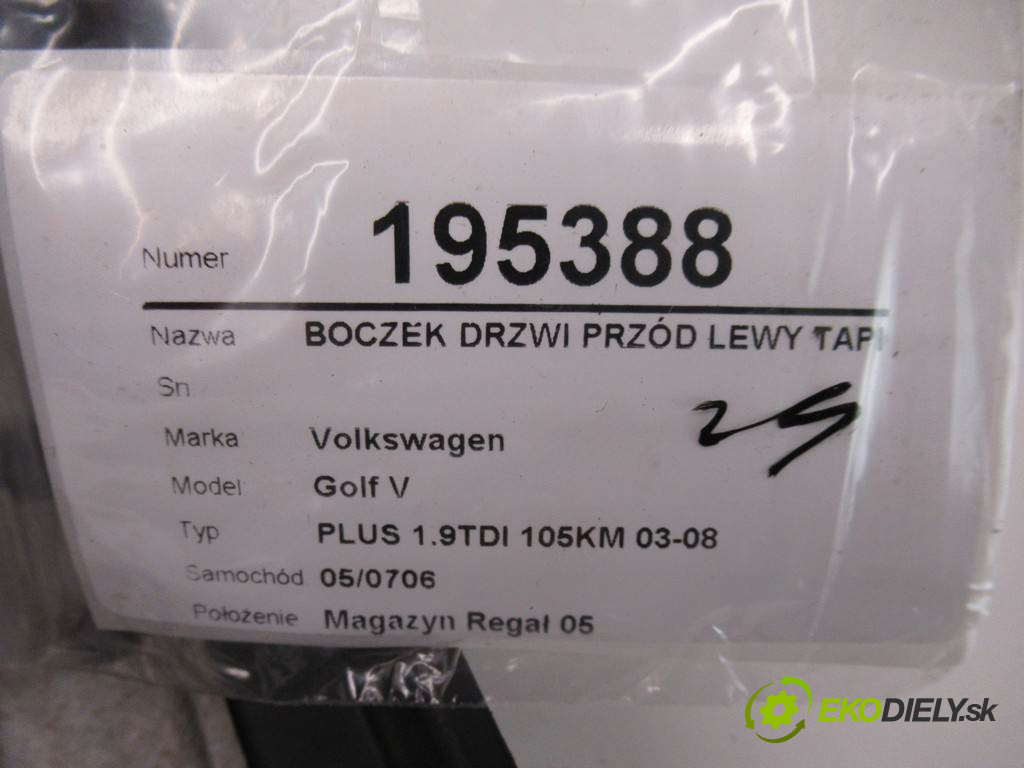 Numer 195388
Nazwa BOCZEK DRZWI PRZÓD LEWY TAPI
Sn
Marka Volkswagen
Model Golf V
Typ PLUS 1.9TDI 105KM 03-08
Samochód 05/0706
Położenie Magazyn Regał 05
EKODIELY.sk